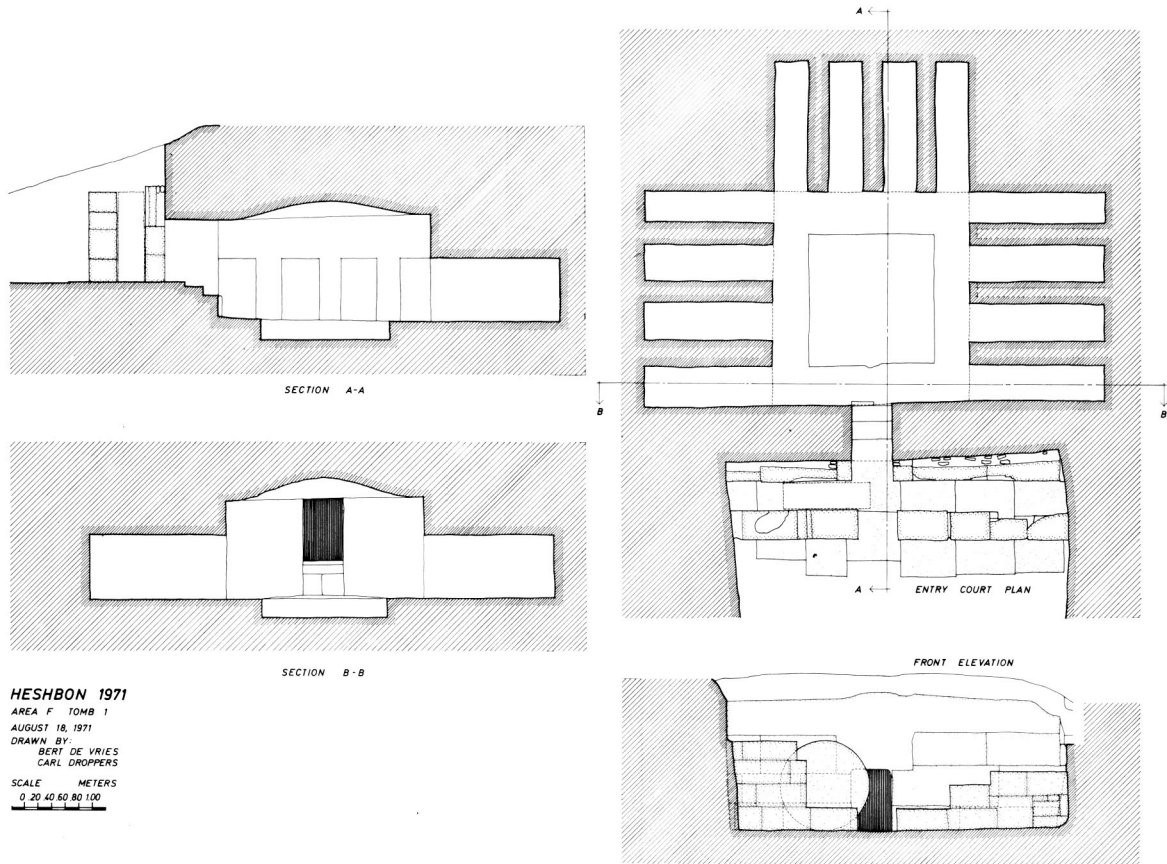 A
B
B
A
ENTRY COURT PLAN
SECTION A-A
SECTION B-B
FRONT ELEVATION
HESHBON 1971
AREA F TOMB 1
AUGUST 18, 1971
DRAWN BY:
BERT DE VRIES
CARL DROPPERS
SCALE METERS
0 .20 .40 .60 .80 1.00